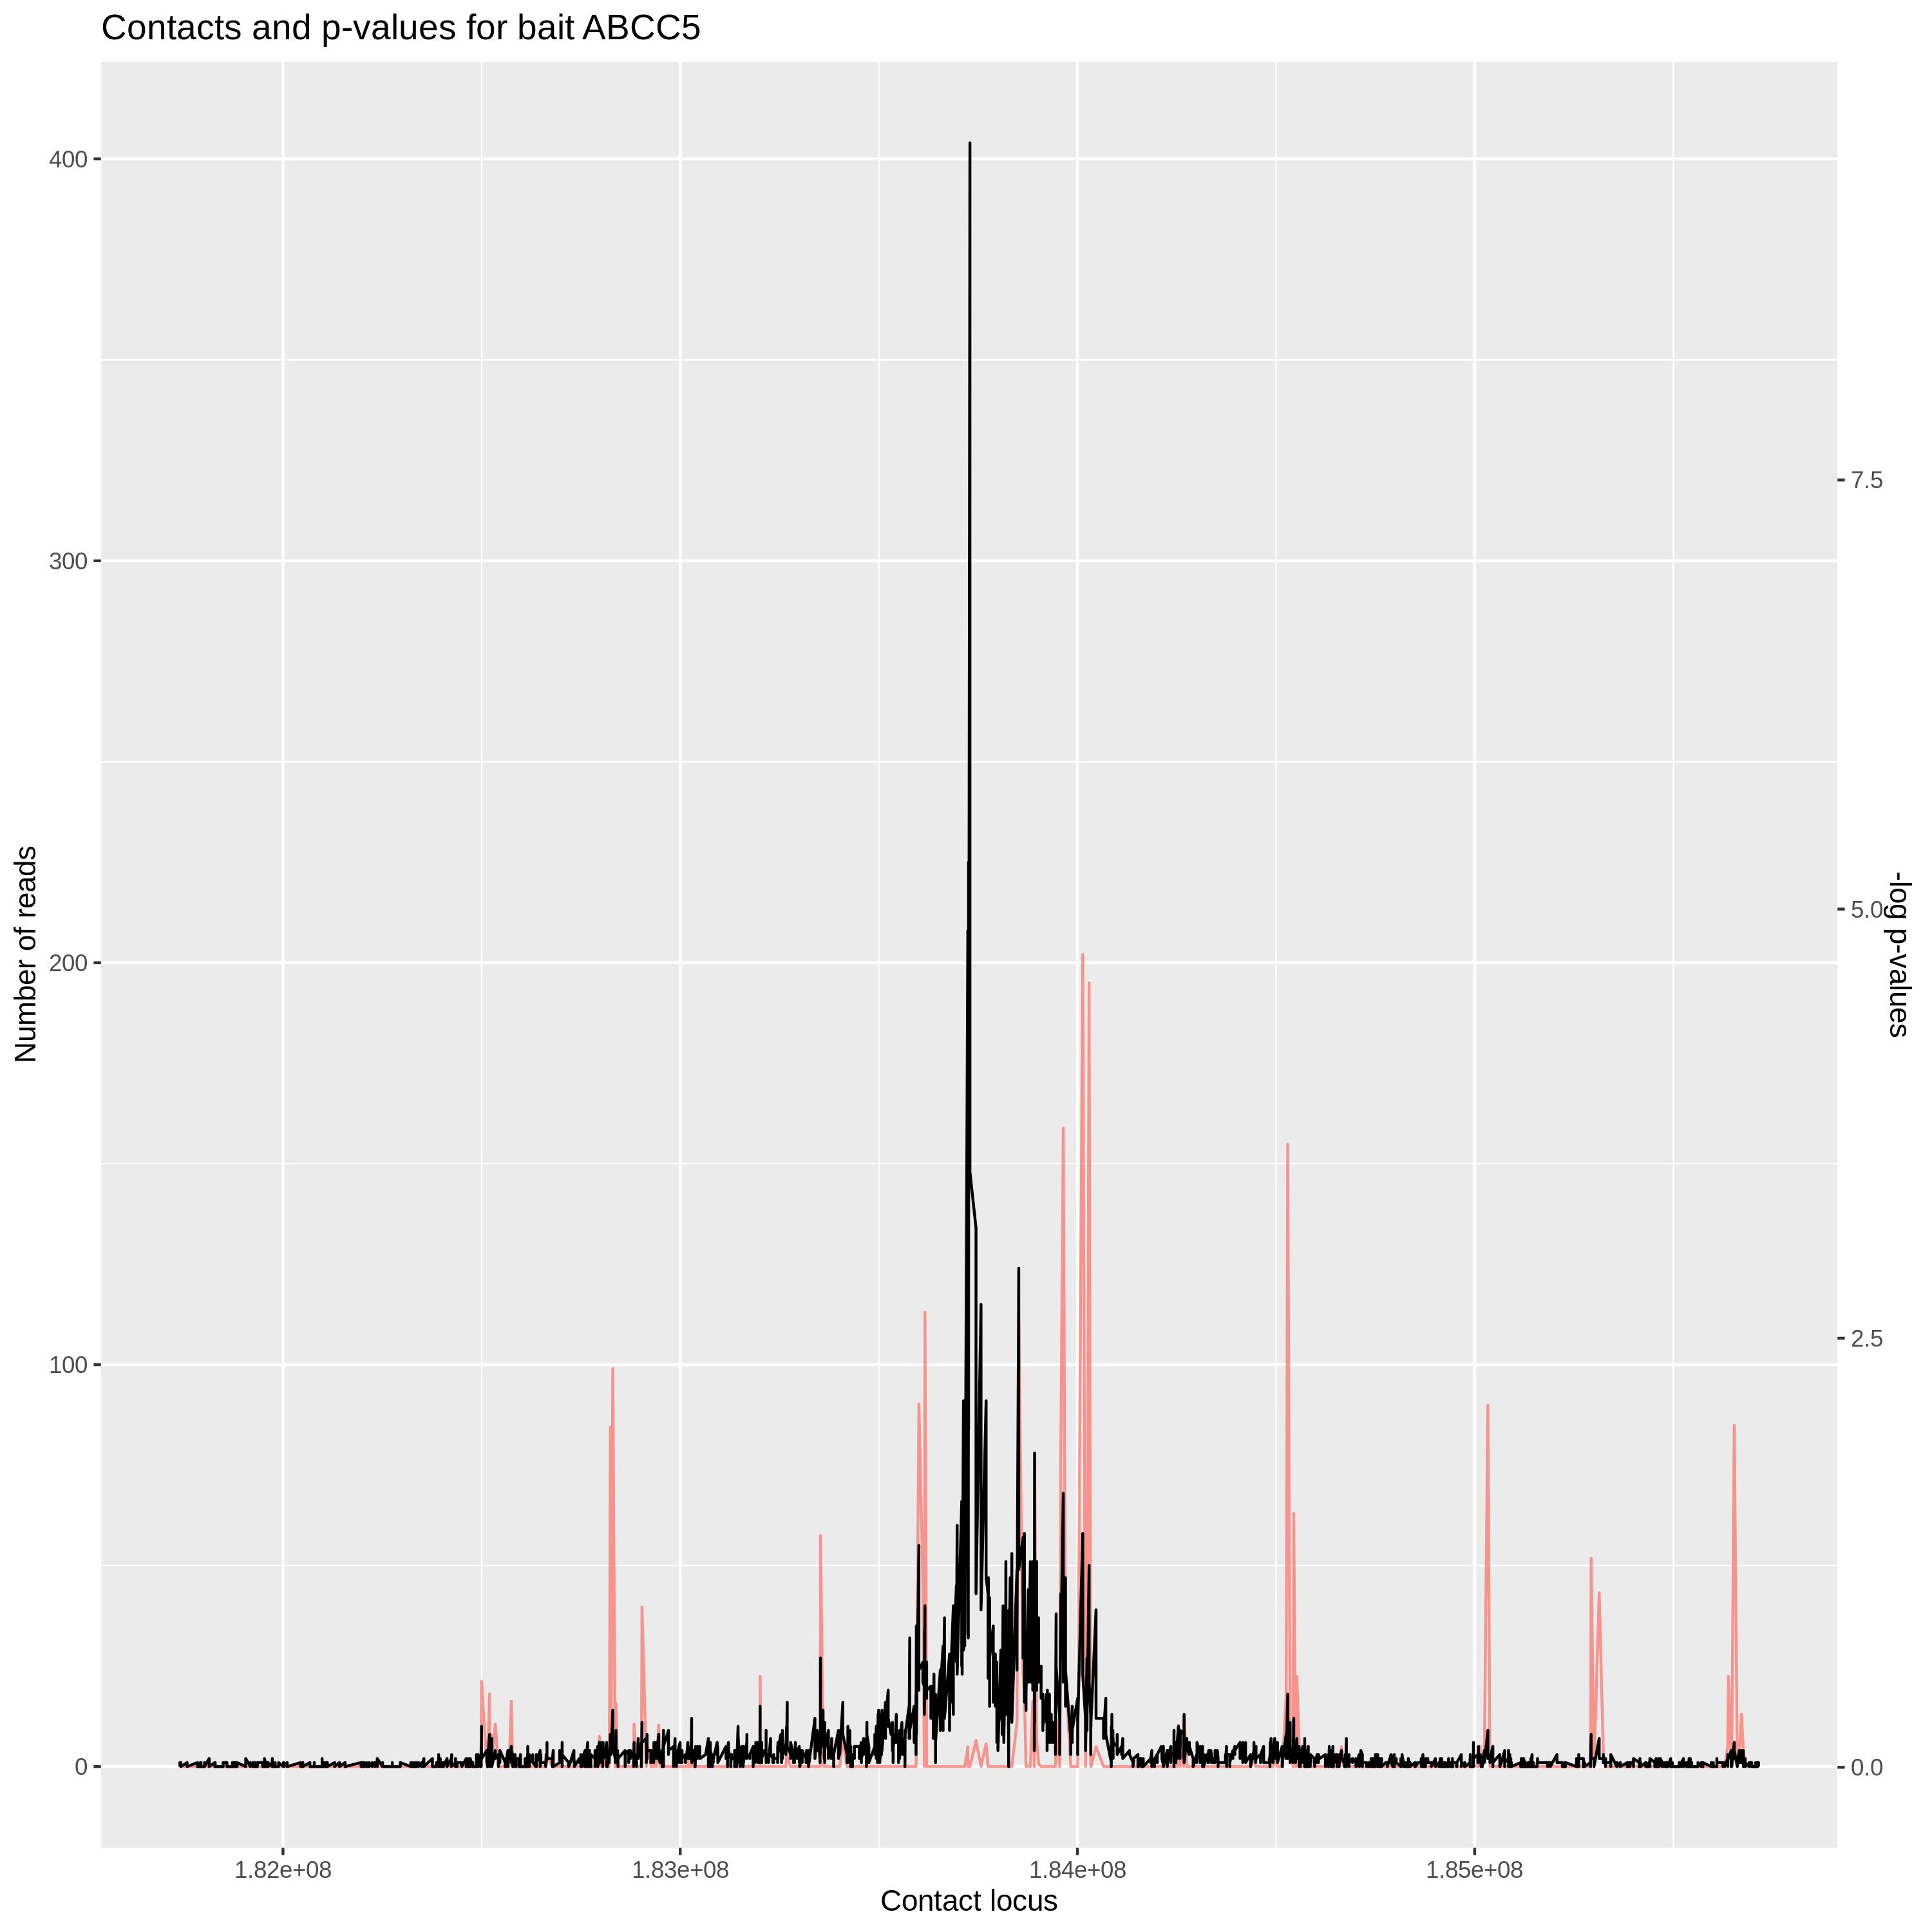 Contacts and p-values for bait ABCC5
400
300
200
100
0
Number of reads
7.5
5.0
2.5
0.0
-log p-values
1.82e+08
1.83e+08
1.84e+08
1.85e+08
Contact locus